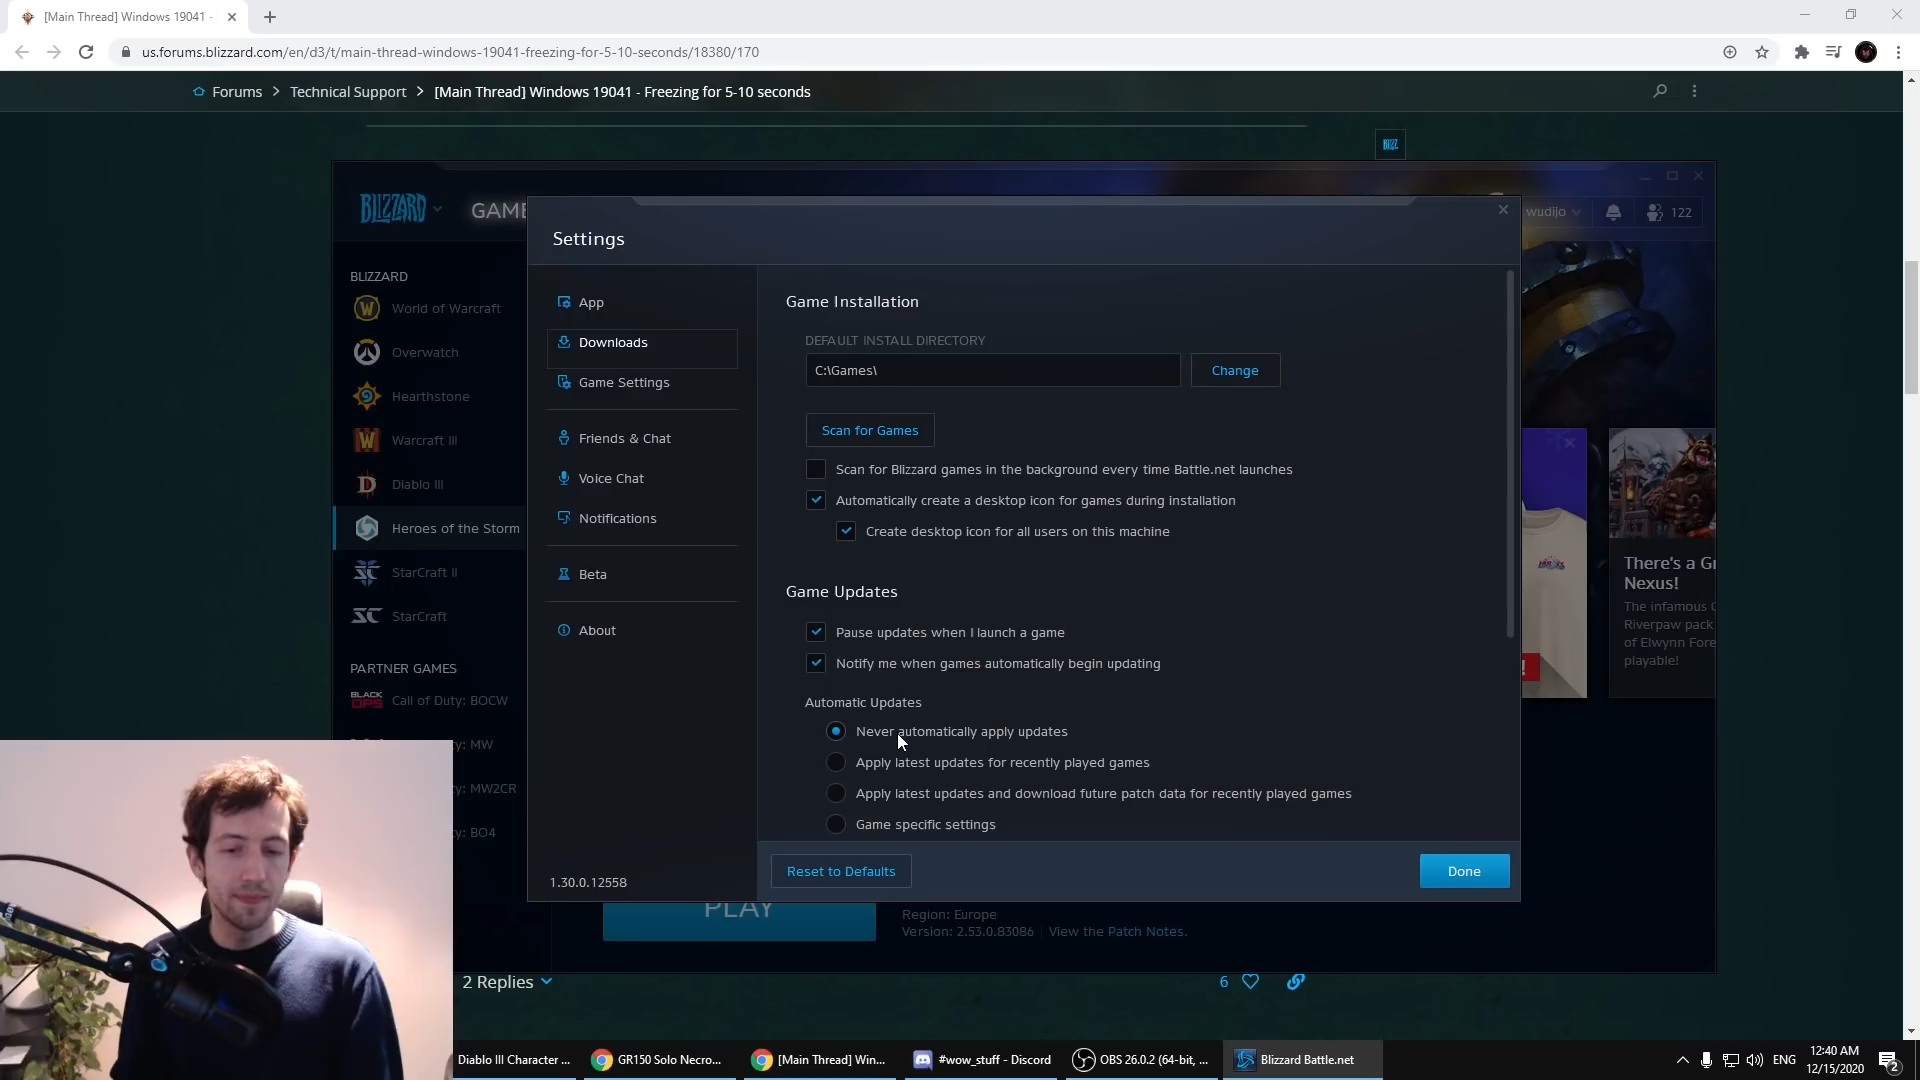 [Main Thread] Windows 19041 -
us.forums.blizzard.com/en/d3/t/main-thread-windows-19041-freezing-for-5-10-seconds/18380/170
Forums > Technical Support > [Main Thread] Windows 19041 - Freezing for 5-10 seconds
BLIZZ
BLIZZARD
GAME
wudijo
122
BLIZZARD
World of Warcraft
Overwatch
Hearthstone
Warcraft III
Diablo III
Heroes of the Storm
StarCraft II
StarCraft
PARTNER GAMES
BLACK OPS Call of Duty: BOCW
y: MW
y: MW2CR
y: BO4
Settings
App
Downloads
Game Settings
Friends & Chat
Voice Chat
Notifications
Beta
About
1.30.0.12558
Game Installation
DEFAULT INSTALL DIRECTORY
C:\Games\
Change
Scan for Games
Scan for Blizzard games in the background every time Battle.net launches
Automatically create a desktop icon for games during installation
Create desktop icon for all users on this machine
Game Updates
Pause updates when I launch a game
Notify me when games automatically begin updating
Automatic Updates
Never automatically apply updates
Apply latest updates for recently played games
Apply latest updates and download future patch data for recently played games
Game specific settings
Reset to Defaults
Done
There's a Gr
Nexus!
The infamous
Riverpaw pack
of Elwynn Fore
playable!
PLAY
Region: Europe
Version: 2.53.0.83086 | View the Patch Notes.
2 Replies
6
Diablo III Character ...
GR150 Solo Necro...
[Main Thread] Win...
#wow_stuff - Discord
OBS 26.0.2 (64-bit, ...
Blizzard Battle.net
ENG
12:40 AM
12/15/2020
2